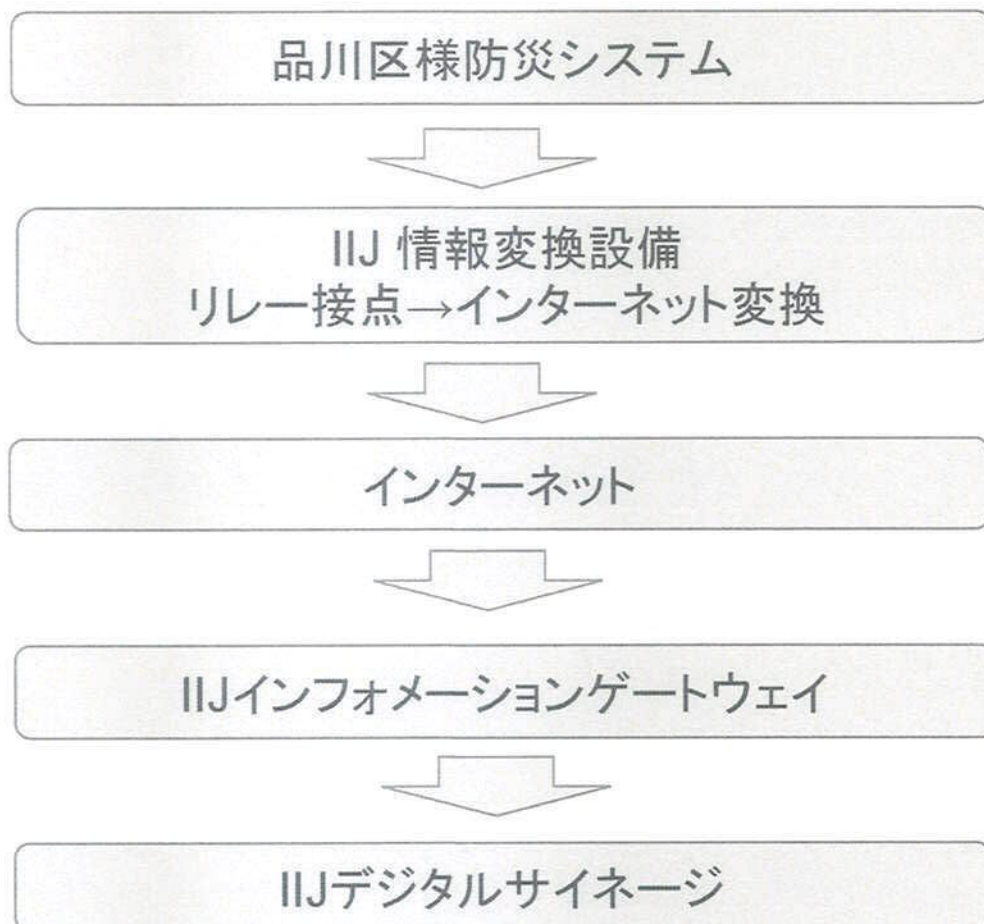 品川区様防災システム
IIJ 情報変換設備
リレー接点→インターネット変換
インターネット
IIJインフォメーションゲートウェイ
IIJデジタルサイネージ